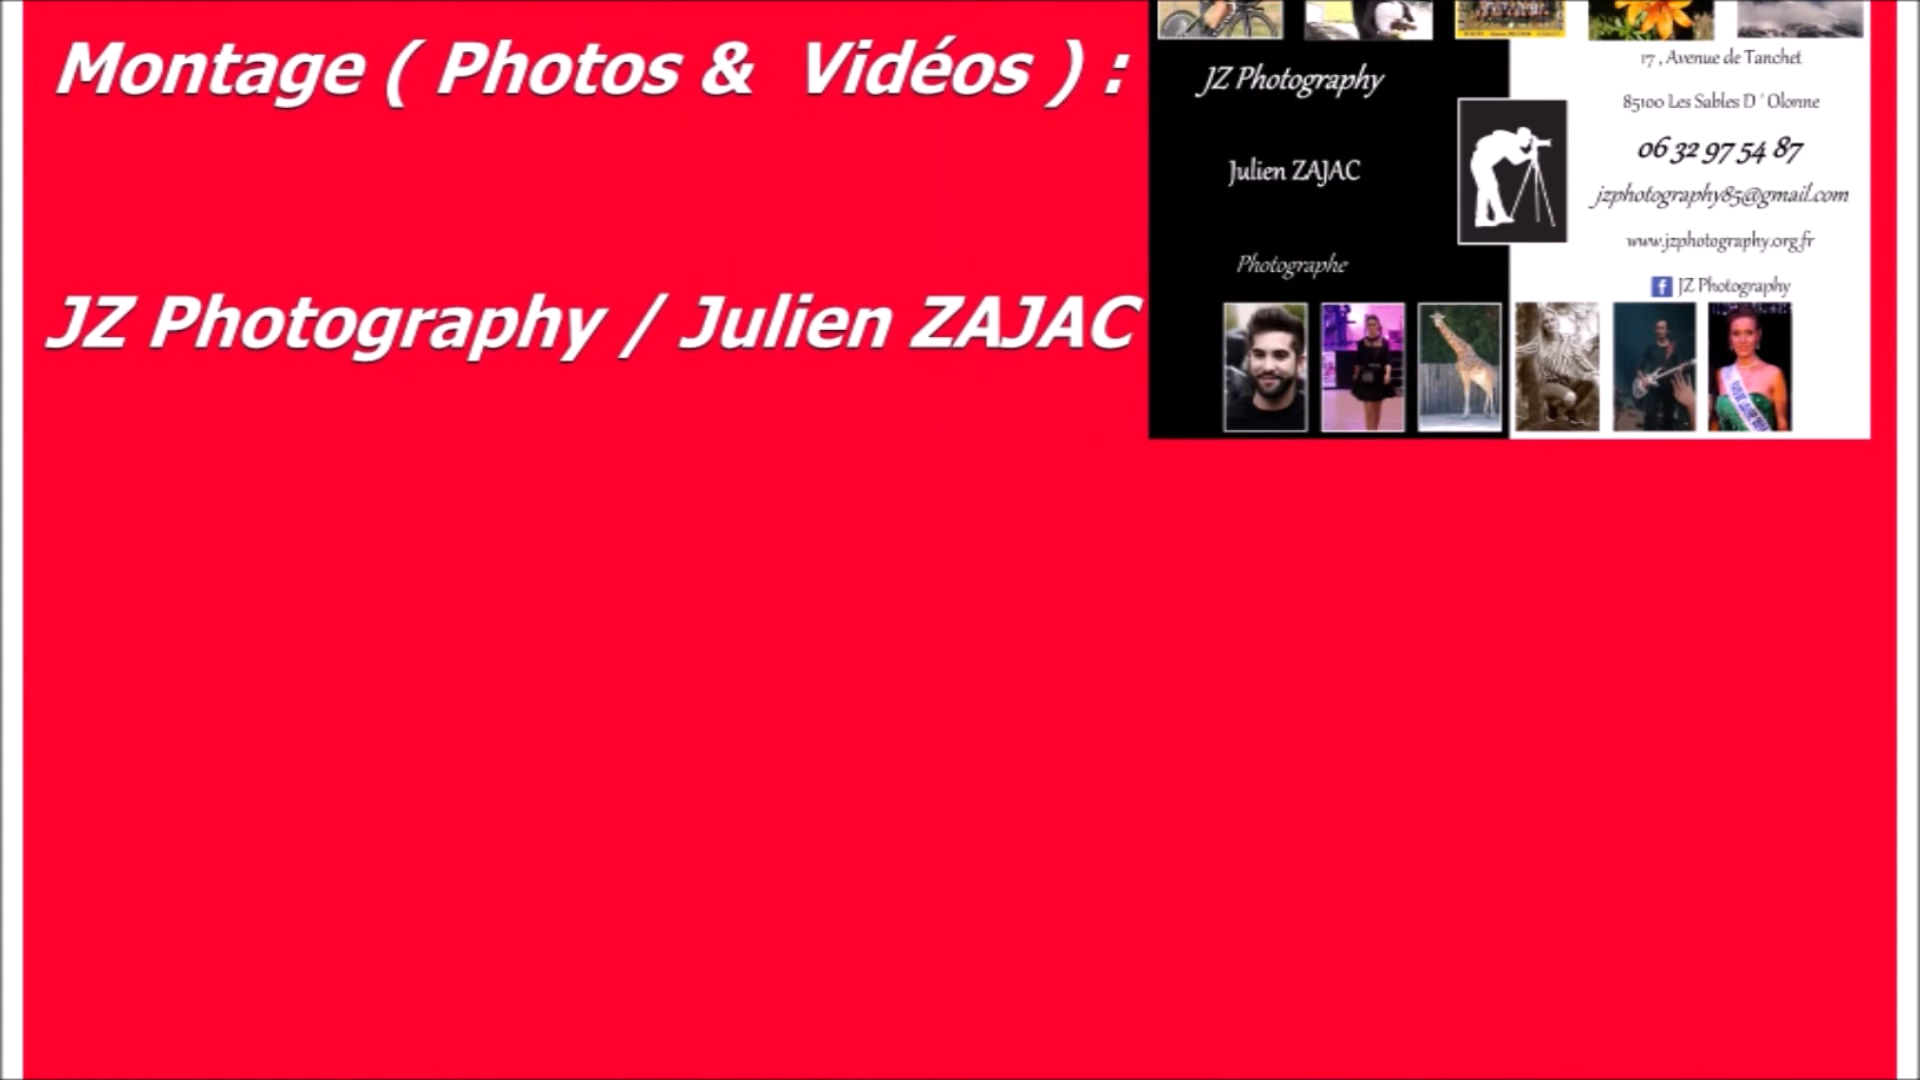 Montage ( Photos & Vidéos ) :
JZ Photography / Julien ZAJAC
JZ Photography
Julien ZAJAC
Photographe
17 , Avenue de Tanchet
85100 Les Sables D ' Olonne
06 32 97 54 87
jzphotography85@gmail.com
www.jzphotography.org.fr
JZ Photography